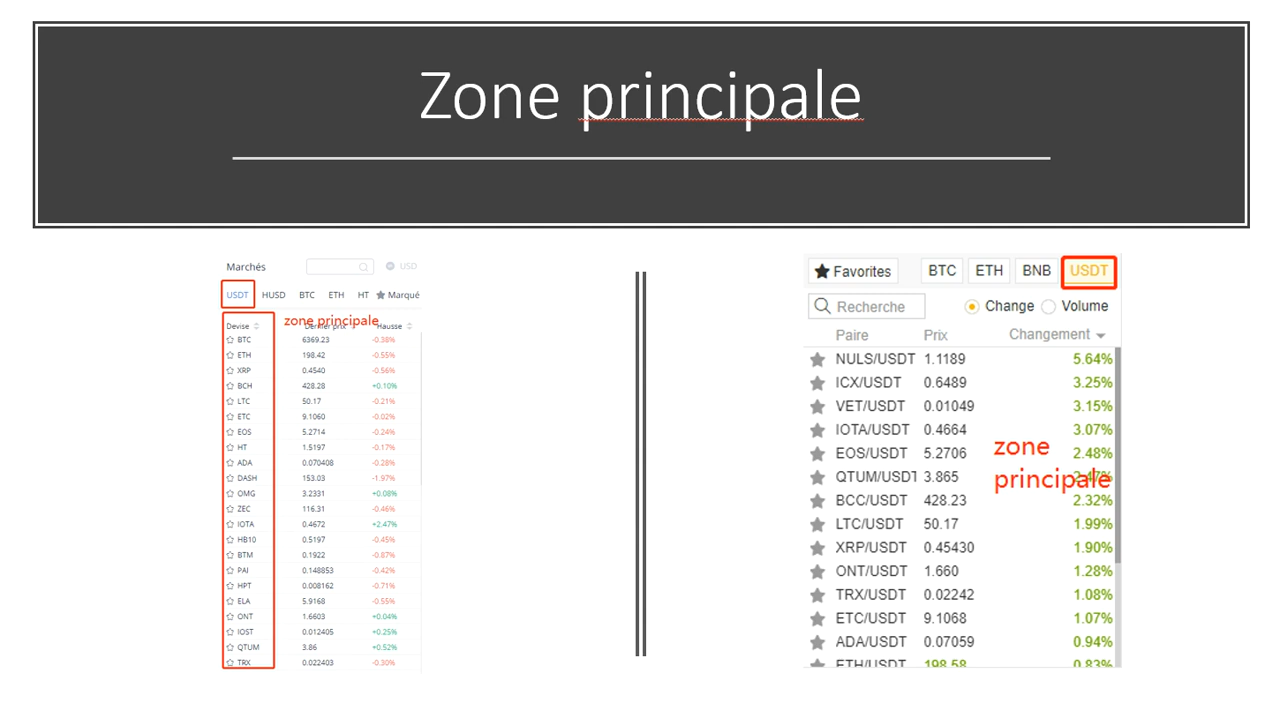 Zone principale
Marchés USD
USDT HUSD BTC ETH HT Marqué
zone principale
Devise Dernier prix Hausse
BTC 6369.23 -0.38%
ETH 198.42 -0.55%
XRP 0.4540 -0.56%
BCH 428.28 +0.10%
LTC 50.17 -0.21%
ETC 9.1060 -0.02%
EOS 5.2714 -0.24%
HT 1.5197 -0.17%
ADA 0.070408 -0.28%
DASH 153.03 -1.97%
OMG 3.2331 +0.08%
ZEC 116.31 -0.46%
IOTA 0.4672 +2.47%
HB10 0.5197 -0.45%
BTM 0.1922 -0.87%
PAI 0.148853 -0.42%
HPT 0.008162 -0.71%
ELA 5.9168 -0.55%
ONT 1.6603 +0.04%
IOST 0.012405 +0.25%
QTUM 3.86 +0.52%
TRX 0.022403 -0.30%
Favorites BTC ETH BNB USDT
Recherche Change Volume
Paire Prix Changement
NULS/USDT 1.1189 5.64%
ICX/USDT 0.6489 3.25%
VET/USDT 0.01049 3.15%
IOTA/USDT 0.4664 3.07%
EOS/USDT 5.2706 2.48%
QTUM/USDT 3.865 2.47%
BCC/USDT 428.23 2.32%
LTC/USDT 50.17 1.99%
XRP/USDT 0.45430 1.90%
ONT/USDT 1.660 1.28%
TRX/USDT 0.02242 1.08%
ETC/USDT 9.1068 1.07%
ADA/USDT 0.07059 0.94%
ETH/USDT 198.58 0.83%
zone
principale